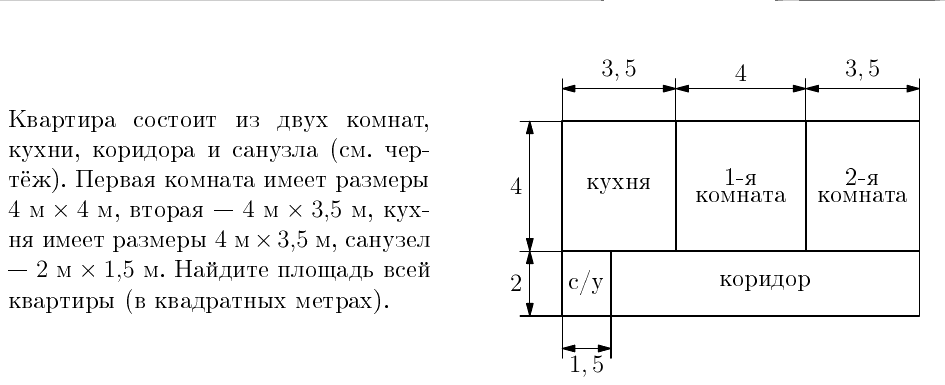 Квартира состоит из двух комнат,
кухни, коридора и санузла (см. чер-
тёж). Первая комната имеет размеры
4 м × 4 м, вторая — 4 м × 3,5 м, кух-
ня имеет размеры 4 м × 3,5 м, санузел
— 2 м × 1,5 м. Найдите площадь всей
квартиры (в квадратных метрах).
3, 5
4
3, 5
4
кухня
1-я
комната
2-я
комната
2
с/у
коридор
1, 5